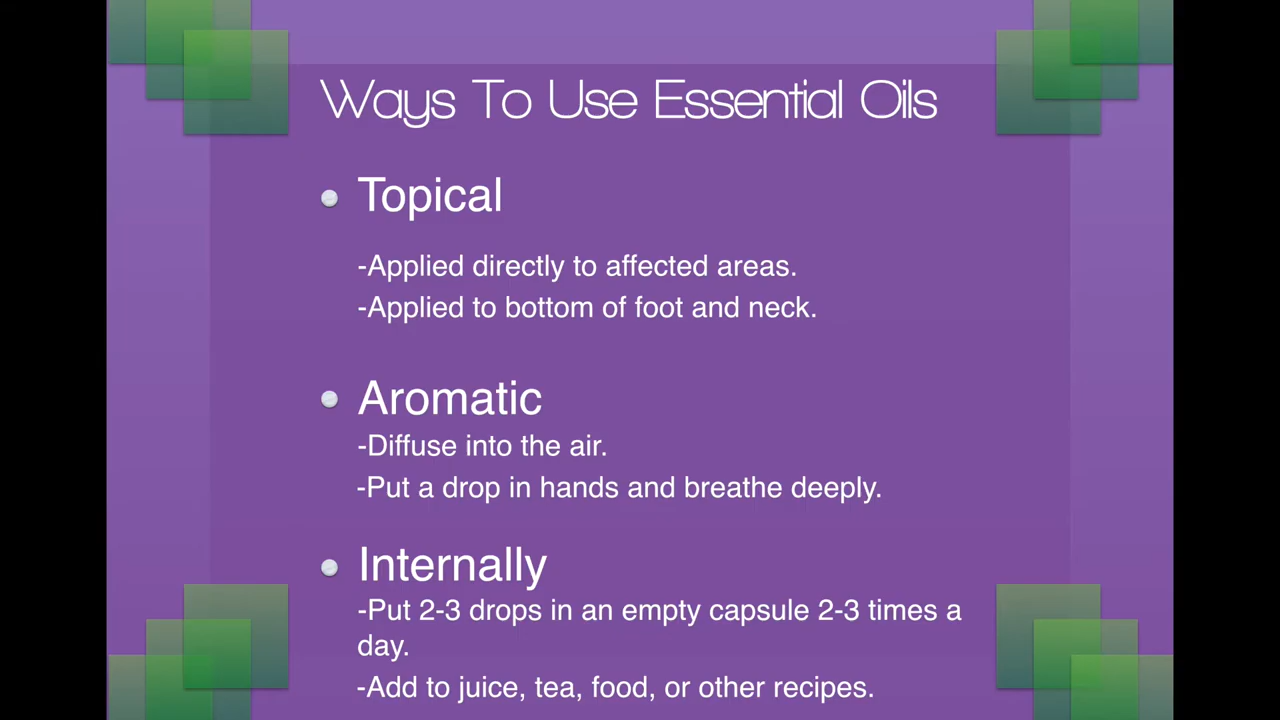 Ways To Use Essential Oils
Topical
-Applied directly to affected areas.
-Applied to bottom of foot and neck.
Aromatic
-Diffuse into the air.
-Put a drop in hands and breathe deeply.
Internally
-Put 2-3 drops in an empty capsule 2-3 times a
day.
-Add to juice, tea, food, or other recipes.